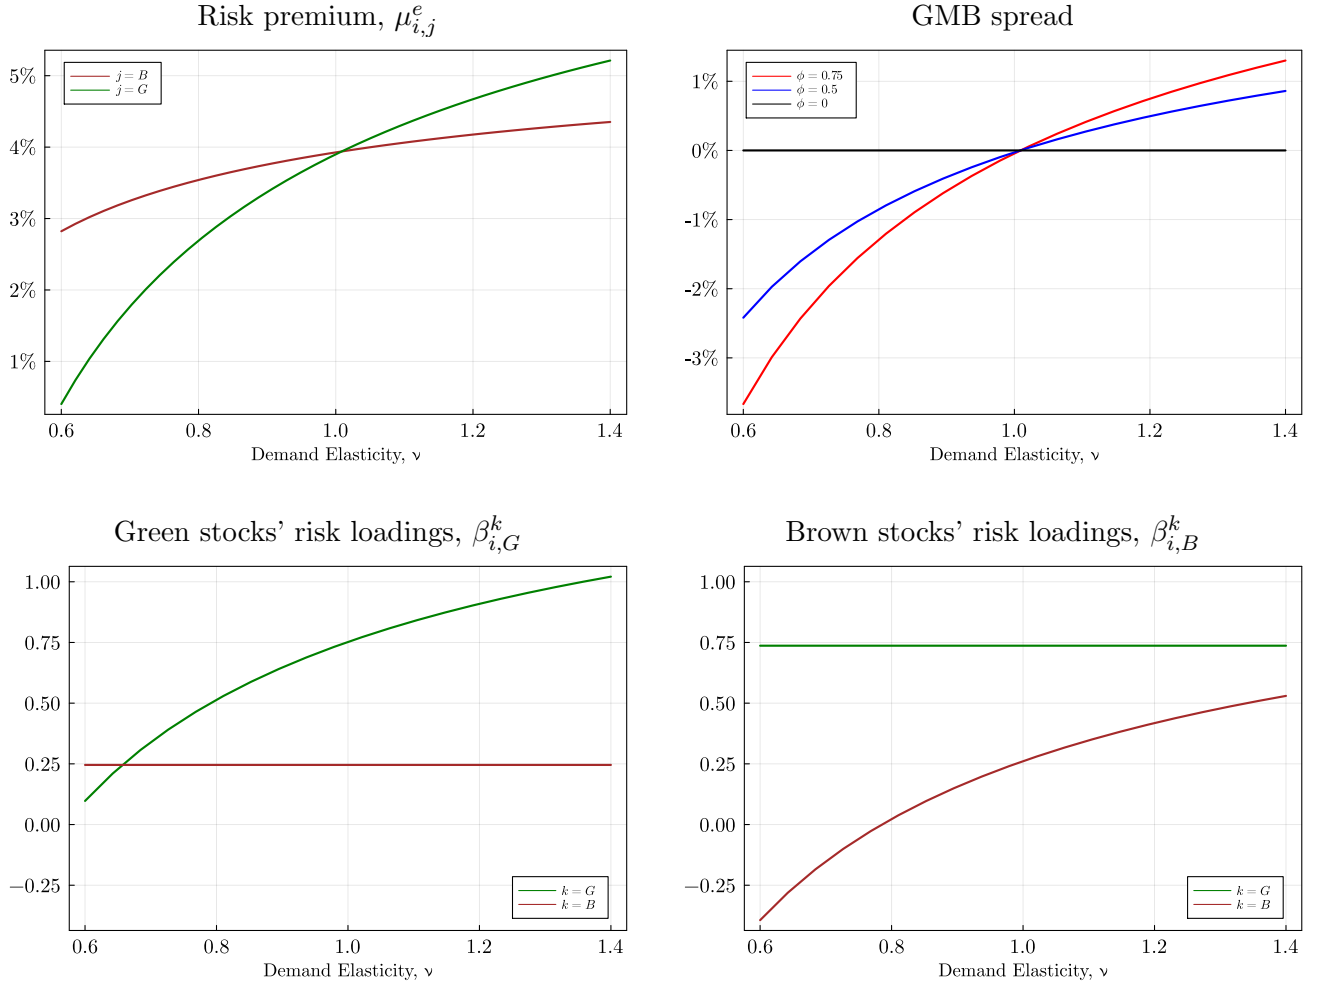 Risk premium, μᵉᵢ,ⱼ
5%
4%
3%
2%
1%
j = B
j = G
0.6 0.8 1.0 1.2 1.4
Demand Elasticity, ν
GMB spread
1%
0%
-1%
-2%
-3%
ϕ = 0.75
ϕ = 0.5
ϕ = 0
0.6 0.8 1.0 1.2 1.4
Demand Elasticity, ν
Green stocks' risk loadings, βᵏᵢ,G
1.00
0.75
0.50
0.25
0.00
−0.25
k = G
k = B
0.6 0.8 1.0 1.2 1.4
Demand Elasticity, ν
Brown stocks' risk loadings, βᵏᵢ,B
1.00
0.75
0.50
0.25
0.00
−0.25
k = G
k = B
0.6 0.8 1.0 1.2 1.4
Demand Elasticity, ν